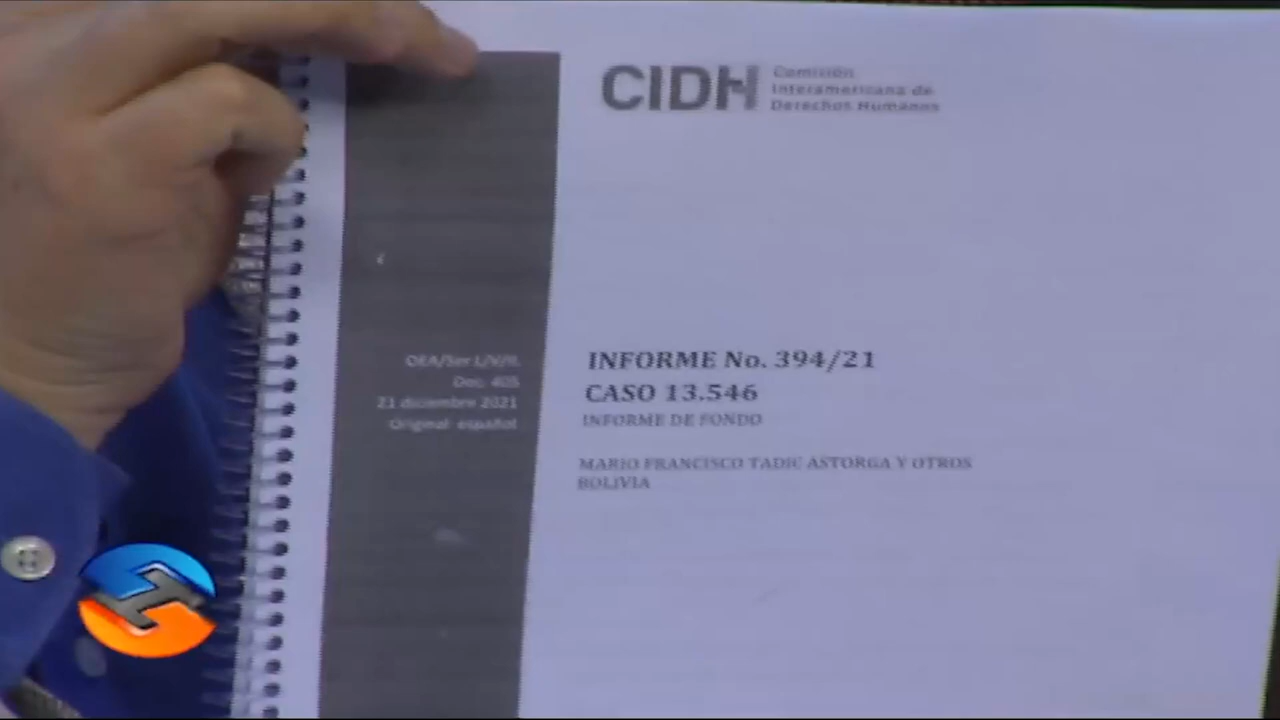 CIDH
Comisión
Interamericana de
Derechos Humanos
OEA/Ser.L/V/II.
Doc. 405
21 diciembre 2021
Original: español
INFORME No. 394/21
CASO 13.546
INFORME DE FONDO
MARIO FRANCISCO TADIC ASTORGA Y OTROS
BOLIVIA